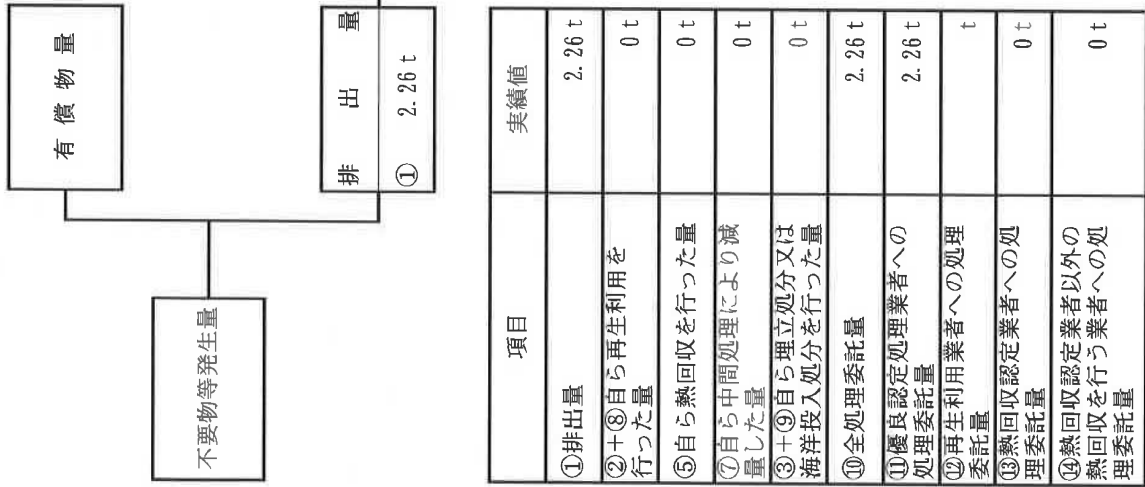 有償物量
不要物等発生量
排出量
① 2.26 t
項目 実績値
①排出量 2.26 t
②+⑧自ら再生利用を
行った量 0 t
⑤自ら熱回収を行った量 0 t
⑦自ら中間処理により減
量した量 0 t
③+⑨自ら埋立処分又は
海洋投入処分を行った量 0 t
⑩全処理委託量 2.26 t
⑪優良認定処理業者への
処理委託量 2.26 t
⑫再生利用業者への処理
委託量 t
⑬熱回収認定業者への処
理委託量 0 t
⑭熱回収認定業者以外の
熱回収を行う業者への処
理委託量 0 t